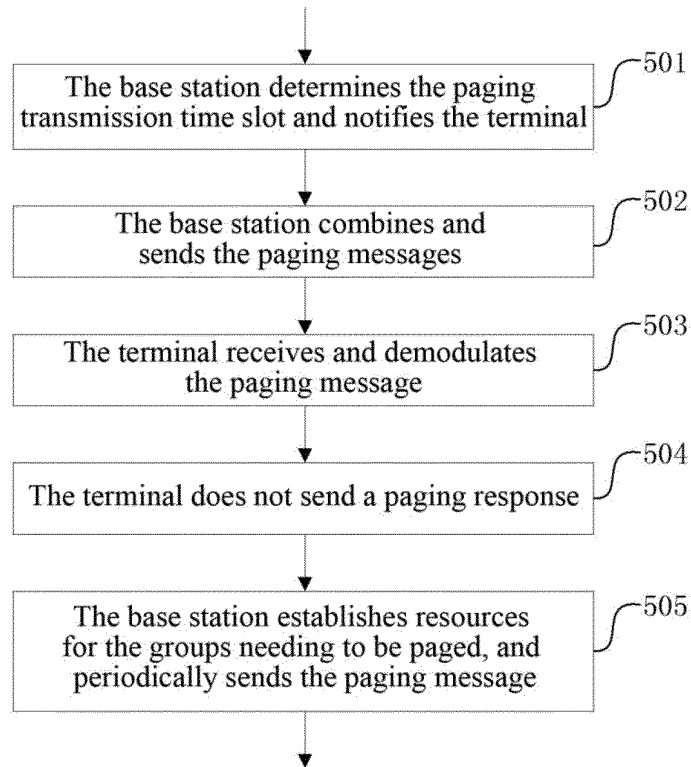 501
The base station determines the paging
transmission time slot and notifies the terminal
502
The base station combines and
sends the paging messages
503
The terminal receives and demodulates
the paging message
504
The terminal does not send a paging response
505
The base station establishes resources
for the groups needing to be paged, and
periodically sends the paging message